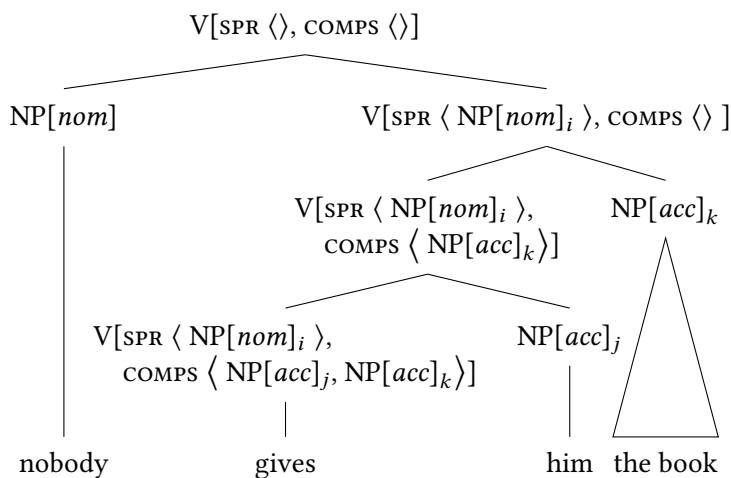 V[SPR ⟨⟩, COMPS ⟨⟩]
NP[nom] V[SPR ⟨ NP[nom]i ⟩, COMPS ⟨⟩ ]
V[SPR ⟨ NP[nom]i ⟩, NP[acc]k
COMPS ⟨ NP[acc]k⟩]
V[SPR ⟨ NP[nom]i ⟩, NP[acc]j
COMPS ⟨ NP[acc]j, NP[acc]k⟩]
nobody gives him the book